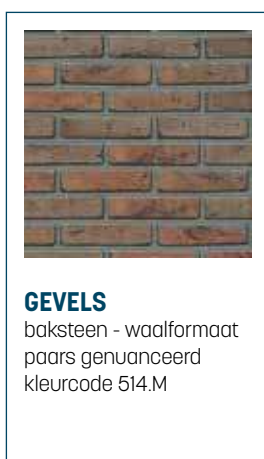 GEVELS
baksteen - waalformaat
paars genuanceerd
kleurcode 514.M